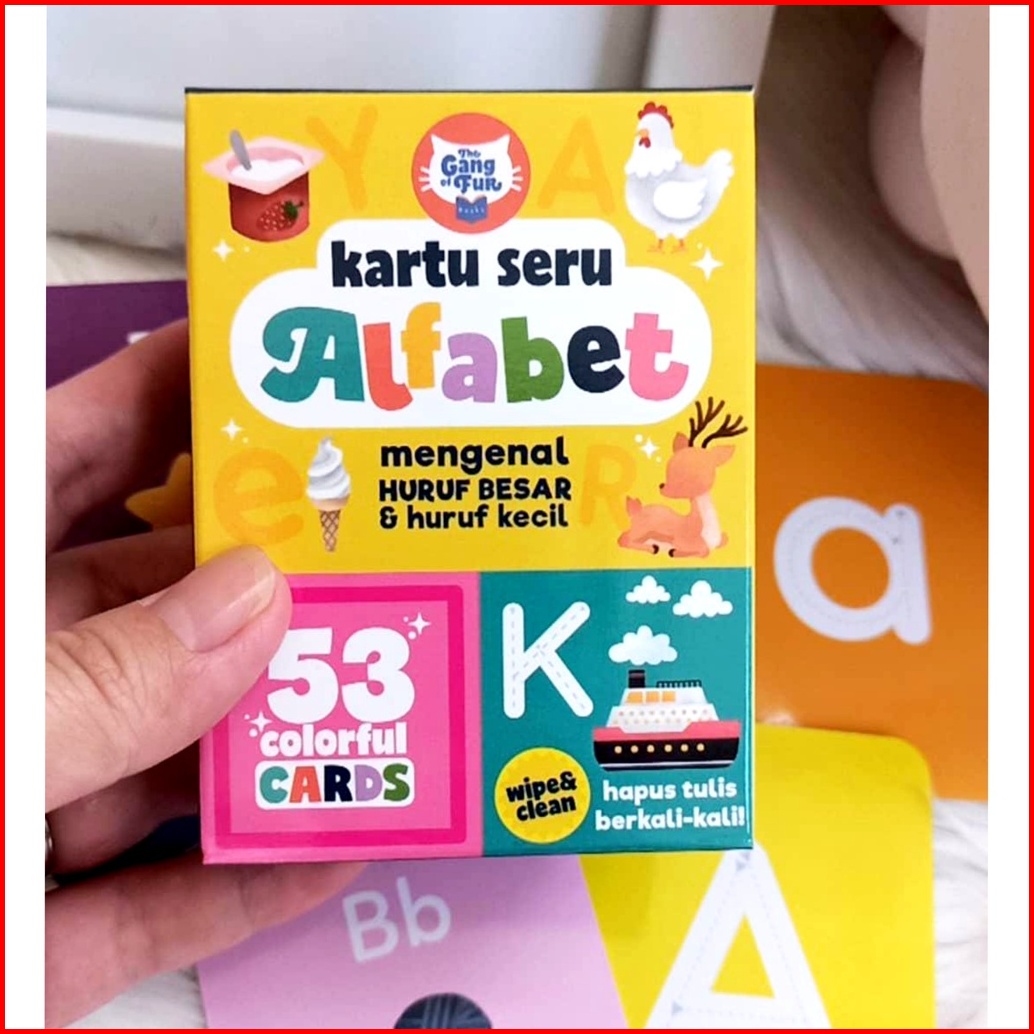 Y A
The
Gang
of Fun
Books
kartu seru
Alfabet
e R
mengenal
HURUF BESAR
& huruf kecil
53
colorful
CARDS
K
wipe&
clean
hapus tulis
berkali-kali!
a
Bb
A